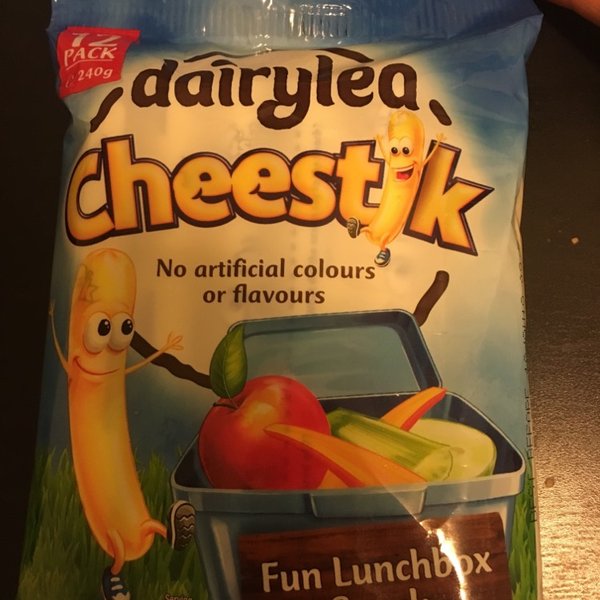 12
PACK
240g
dairylea
Cheestik
No artificial colours
or flavours
Fun Lunchbox